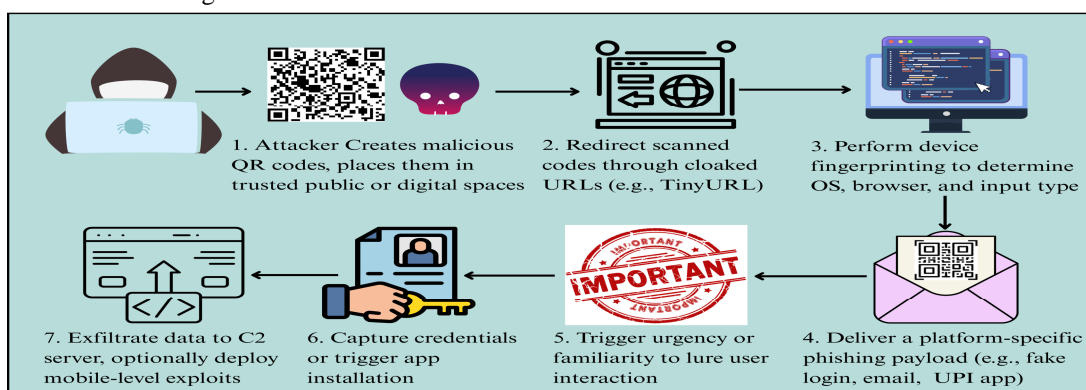 1. Attacker Creates malicious
QR codes, places them in
trusted public or digital spaces
2. Redirect scanned
codes through cloaked
URLs (e.g., TinyURL)
3. Perform device
fingerprinting to determine
OS, browser, and input type
IMPORTANT
IMPORTANT
IMPORTANT
7. Exfiltrate data to C2
server, optionally deploy
mobile-level exploits
6. Capture credentials
or trigger app
installation
5. Trigger urgency or
familiarity to lure user
interaction
4. Deliver a platform-specific
phishing payload (e.g., fake
login, email, UPI app)